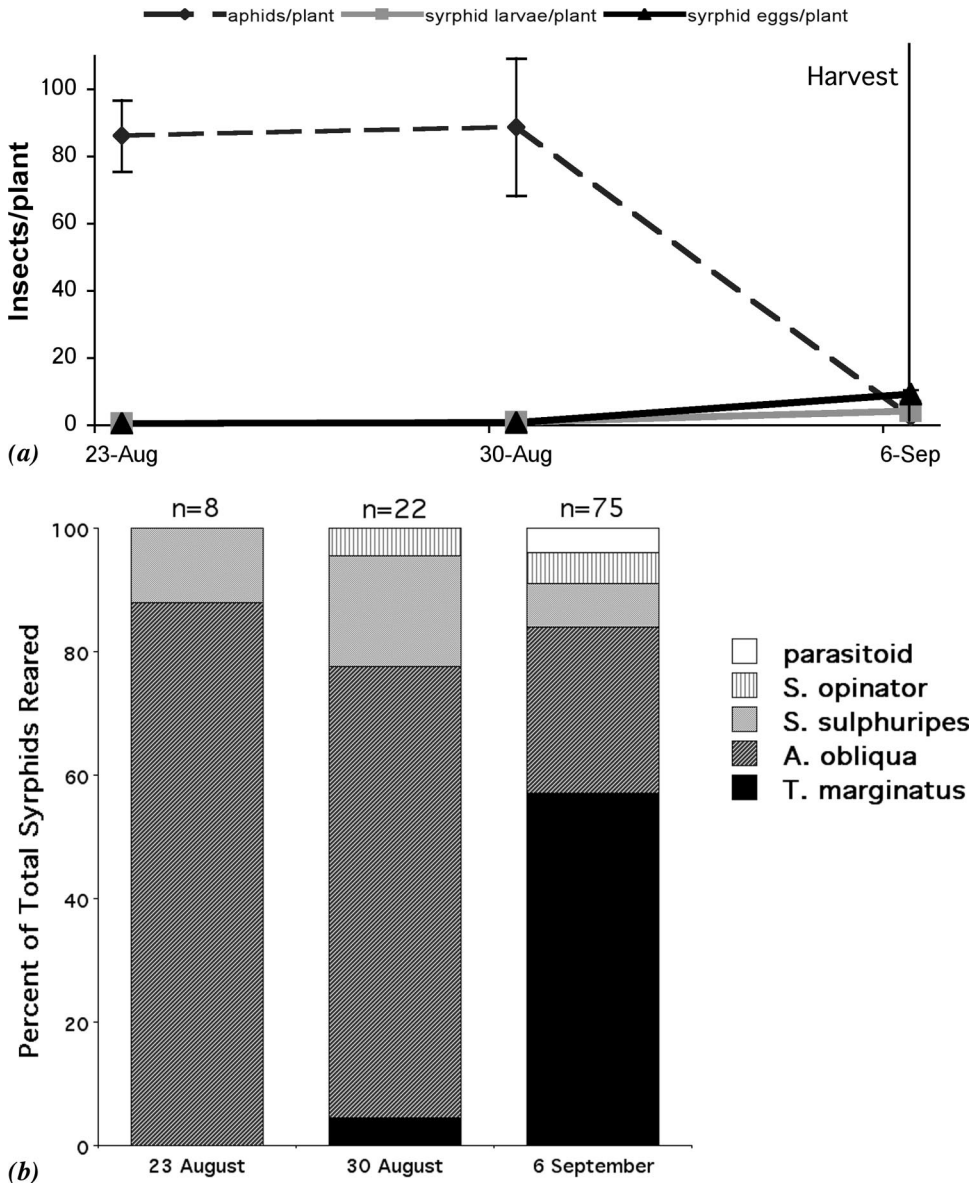 aphids/plant syrphid larvae/plant syrphid eggs/plant
Harvest
Insects/plant
100
80
60
40
20
0
23-Aug 30-Aug 6-Sep
(a)
n=8 n=22 n=75
Percent of Total Syrphids Reared
100
80
60
40
20
0
parasitoid
S. opinator
S. sulphuripes
A. obliqua
T. marginatus
23 August 30 August 6 September
(b)